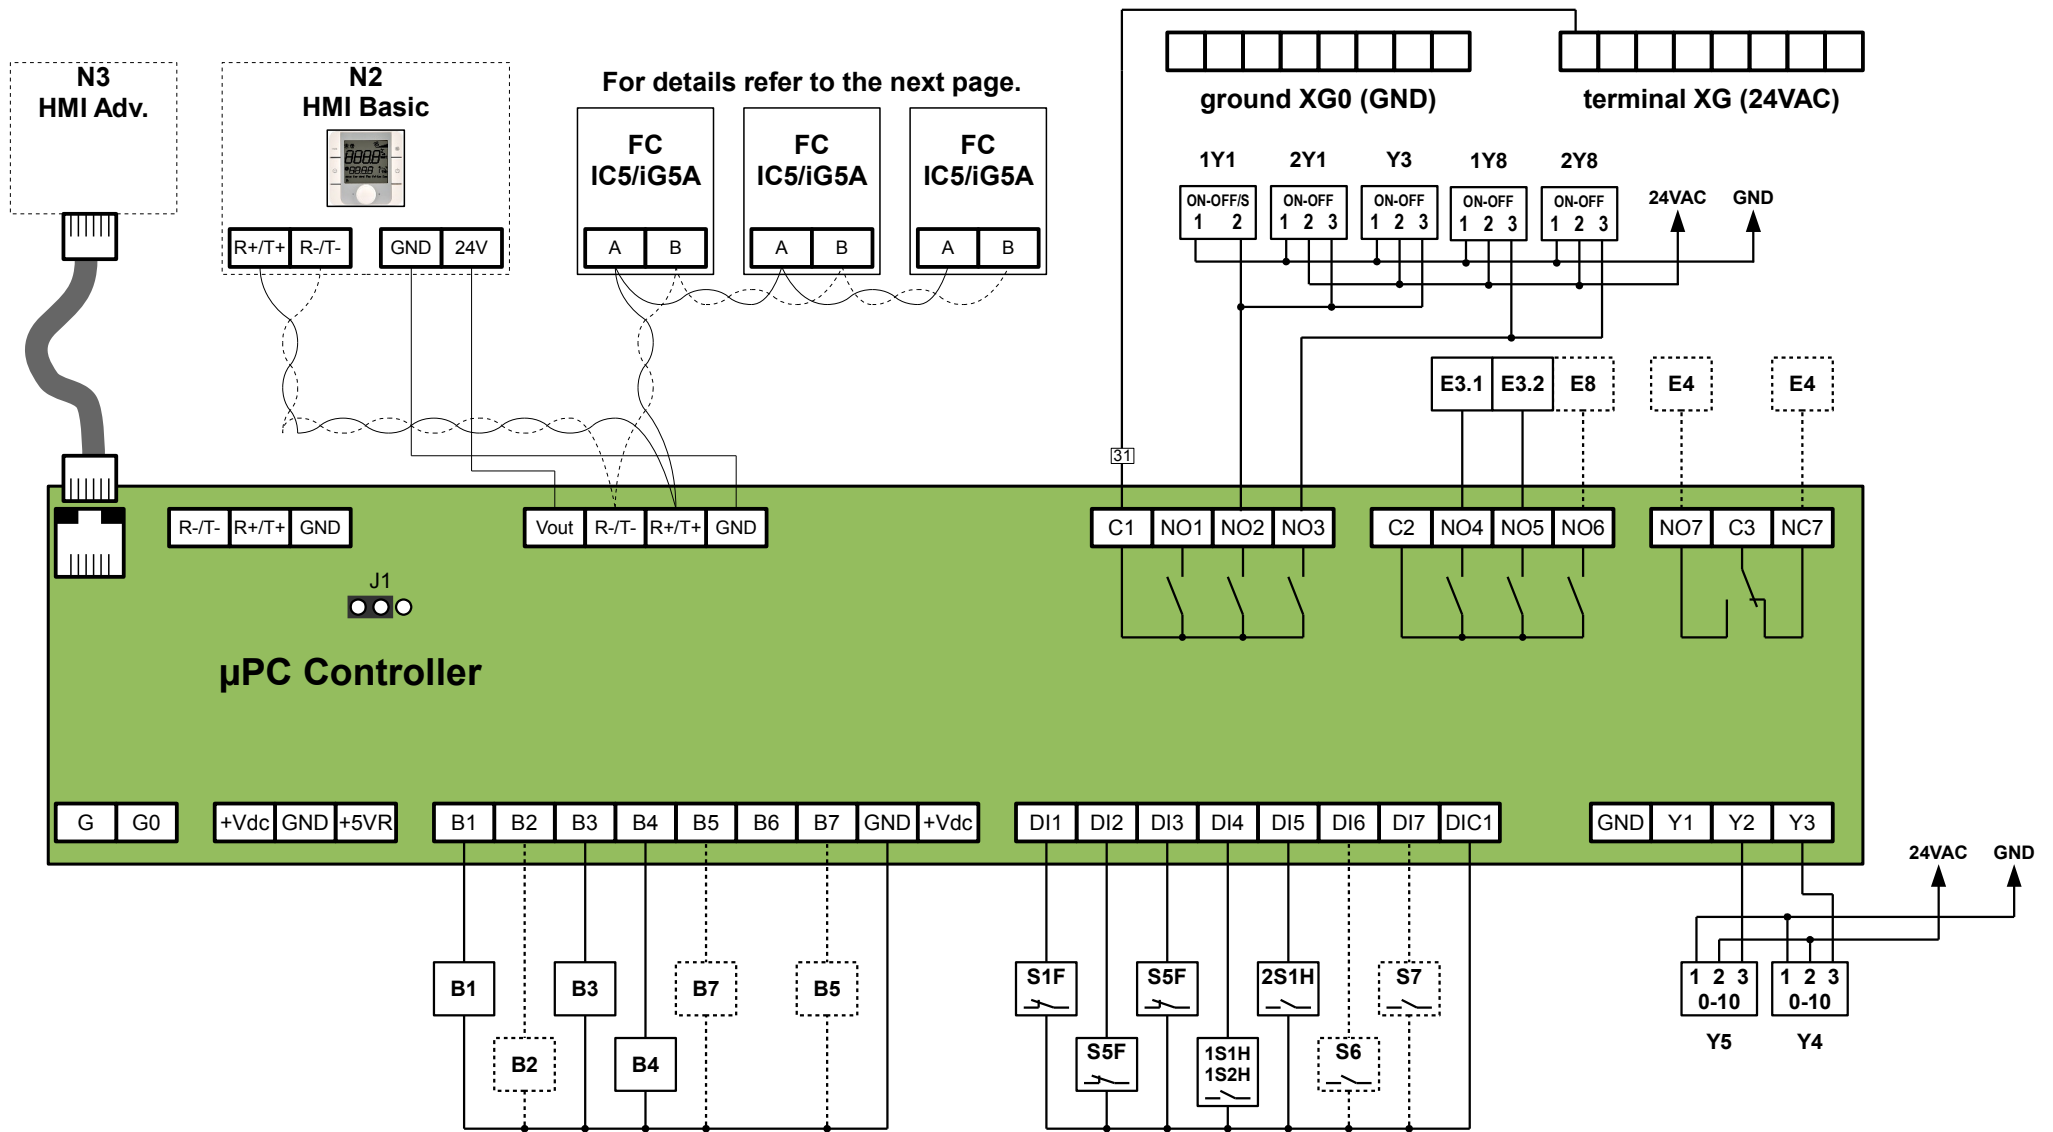 N3
HMI Adv.
N2
HMI Basic
R+/T+ R-/T- GND 24V
For details refer to the next page.
FC
IC5/iG5A
A B
FC
IC5/iG5A
A B
FC
IC5/iG5A
A B
ground XG0 (GND)
terminal XG (24VAC)
1Y1 2Y1 Y3 1Y8 2Y8
ON-OFF/S ON-OFF ON-OFF ON-OFF ON-OFF
1 2 1 2 3 1 2 3 1 2 3 1 2 3
24VAC GND
E3.1 E3.2 E8 E4 E4
31
R-/T- R+/T+ GND
Vout R-/T- R+/T+ GND
C1 NO1 NO2 NO3
C2 NO4 NO5 NO6
NO7 C3 NC7
J1
µPC Controller
G G0
+Vdc GND +5VR
B1 B2 B3 B4 B5 B6 B7 GND +Vdc
DI1 DI2 DI3 DI4 DI5 DI6 DI7 DIC1
GND Y1 Y2 Y3
24VAC GND
B1 B3 B7 B5
B2 B4
S1F S5F 2S1H S7
S5F
1S1H
1S2H
S6
1 2 3 1 2 3
0-10 0-10
Y5 Y4